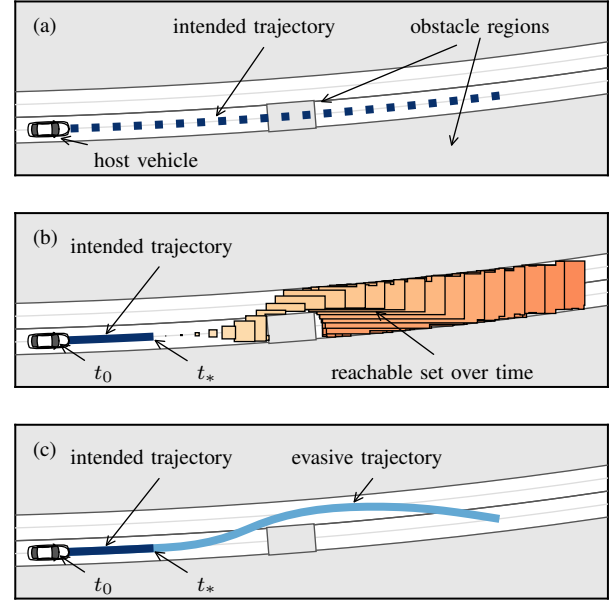 (a)
intended trajectory
obstacle regions
host vehicle
(b)
intended trajectory
t₀
t*
reachable set over time
(c)
intended trajectory
evasive trajectory
t₀
t*